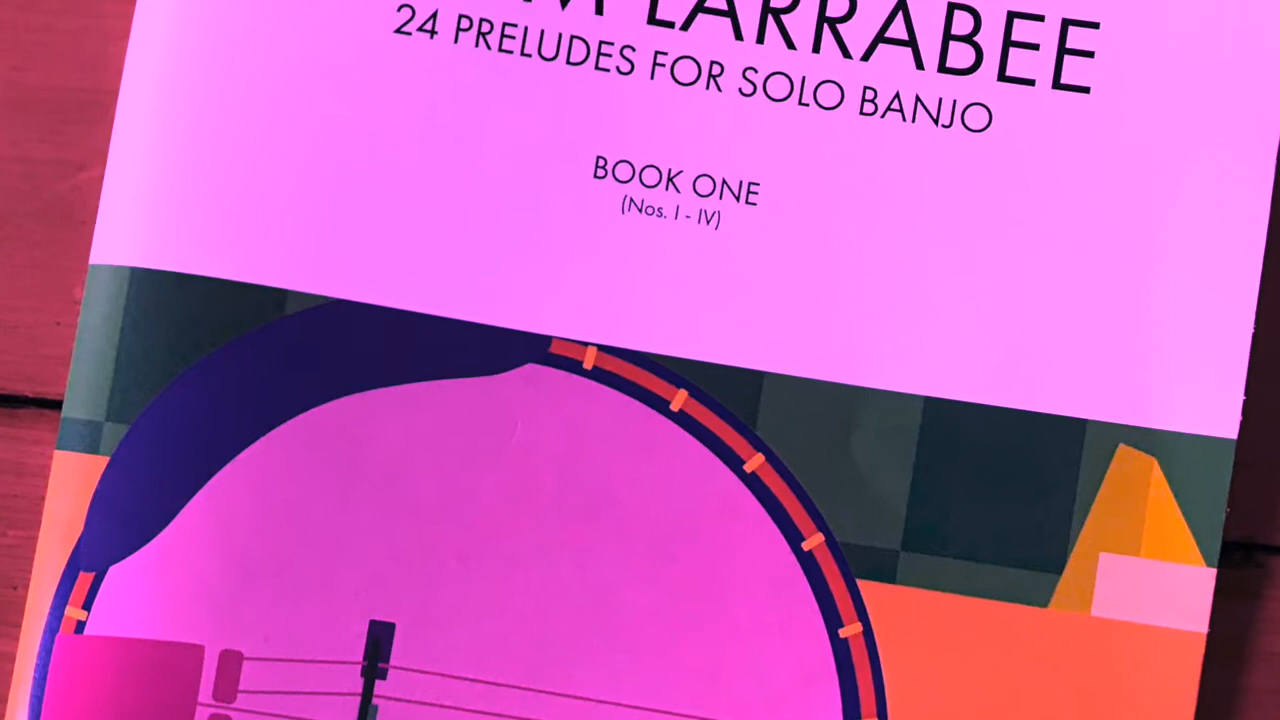 LARRABEE
24 PRELUDES FOR SOLO BANJO
BOOK ONE
(Nos. I - IV)